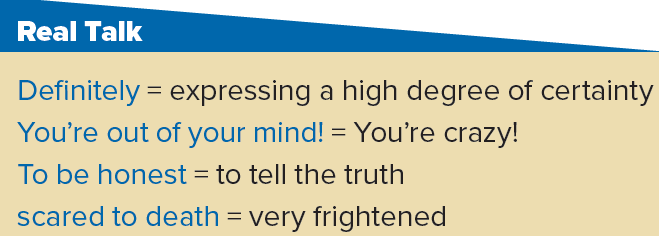 Real Talk
Definitely = expressing a high degree of certainty
You’re out of your mind! = You’re crazy!
To be honest = to tell the truth
scared to death = very frightened